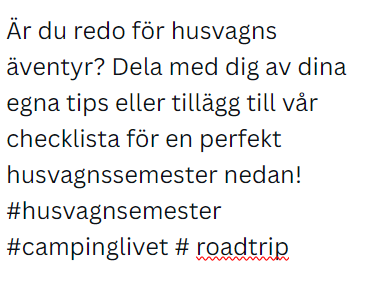 Är du redo för husvagns
äventyr? Dela med dig av dina
egna tips eller tillägg till vår
checklista för en perfekt
husvagnssemester nedan!
#husvagnsemester
#campinglivet # roadtrip